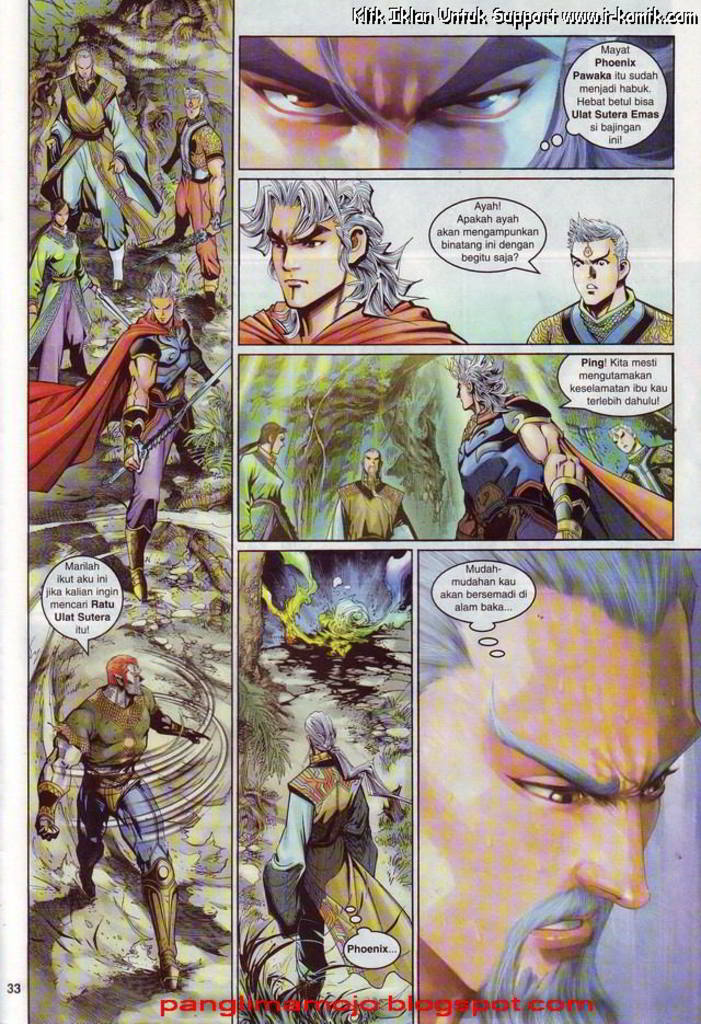 Klik Iklan Untuk Support www.ir-komik.com
Mayat
Phoenix
Pawaka itu sudah
menjadi habuk.
Hebat betul bisa
Ulat Sutera Emas
si bajingan
ini!
Ayah!
Apakah ayah
akan mengampunkan
binatang ini dengan
begitu saja?
Ping! Kita mesti
mengutamakan
keselamatan ibu kau
terlebih dahulu!
Marilah
ikut aku ini
jika kalian ingin
mencari Ratu
Ulat Sutera
itu!
Phoenix...
Mudah-
mudahan kau
akan bersemadi di
alam baka...
33
panglimamojo.blogspot.com